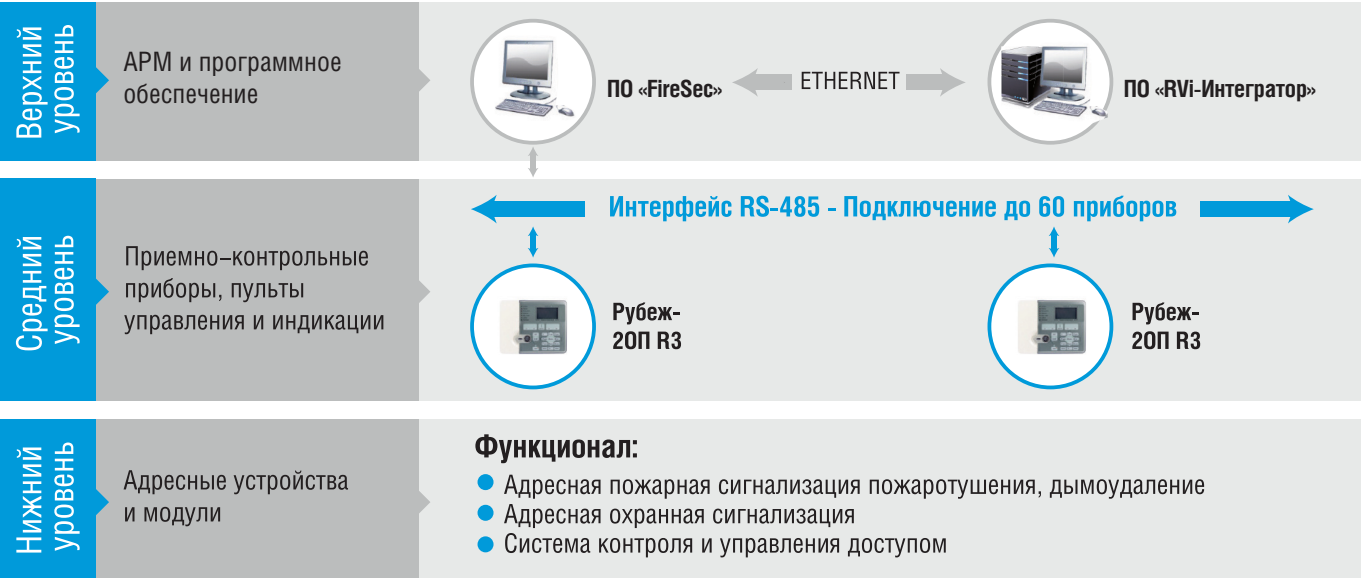 Верхний
уровень
АРМ и программное
обеспечение
ПО «FireSec»
ETHERNET
ПО «RVi-Интегратор»
Средний
уровень
Приемно–контрольные
приборы, пульты
управления и индикации
Интерфейс RS-485 - Подключение до 60 приборов
Рубеж-
2ОП R3
Рубеж-
2ОП R3
Нижний
уровень
Адресные устройства
и модули
Функционал:
Адресная пожарная сигнализация пожаротушения, дымоудаление
Адресная охранная сигнализация
Система контроля и управления доступом